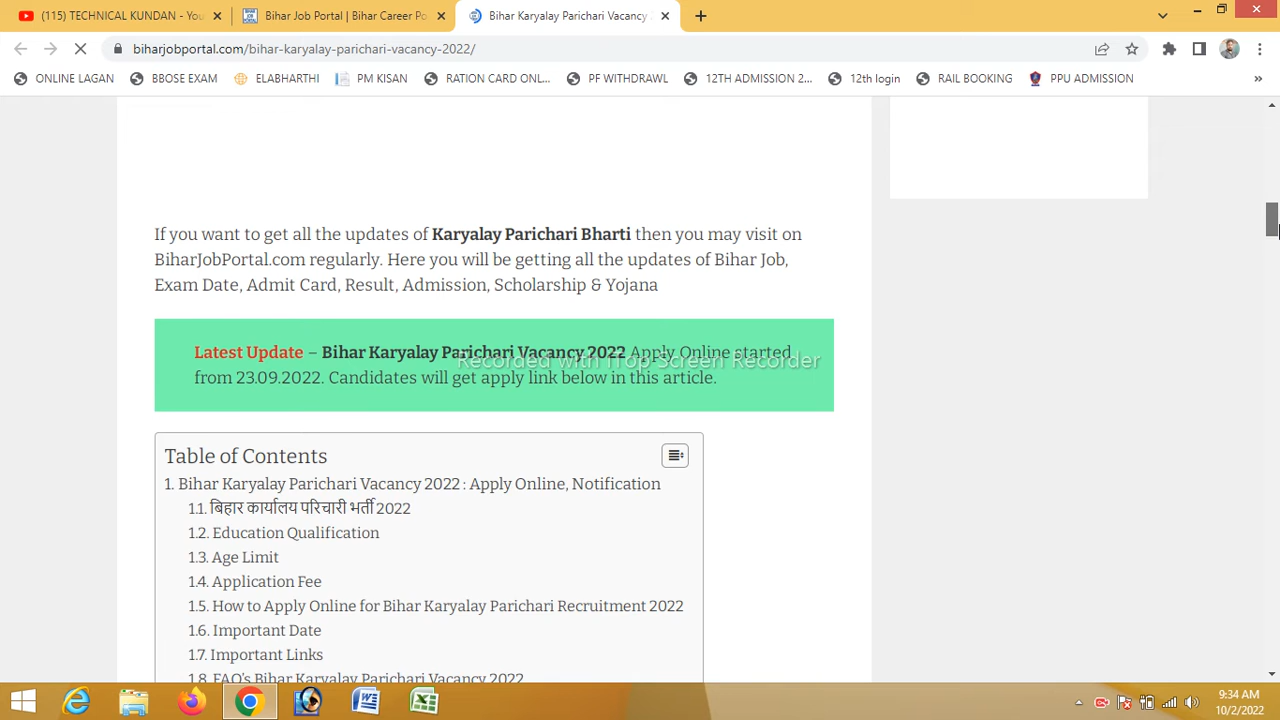 (115) TECHNICAL KUNDAN - You
Bihar Job Portal | Bihar Career Po
Bihar Karyalay Parichari Vacancy
biharjobportal.com/bihar-karyalay-parichari-vacancy-2022/
ONLINE LAGAN
BBOSE EXAM
ELABHARTHI
PM KISAN
RATION CARD ONL...
PF WITHDRAWL
12TH ADMISSION 2...
12th login
RAIL BOOKING
PPU ADMISSION
If you want to get all the updates of Karyalay Parichari Bharti then you may visit on
BiharJobPortal.com regularly. Here you will be getting all the updates of Bihar Job,
Exam Date, Admit Card, Result, Admission, Scholarship & Yojana
Latest Update – Bihar Karyalay Parichari Vacancy 2022 Apply Online started
Recorded with iTop Screen Recorder
from 23.09.2022. Candidates will get apply link below in this article.
Table of Contents
1. Bihar Karyalay Parichari Vacancy 2022 : Apply Online, Notification
1.1. बिहार कार्यालय परिचारी भर्ती 2022
1.2. Education Qualification
1.3. Age Limit
1.4. Application Fee
1.5. How to Apply Online for Bihar Karyalay Parichari Recruitment 2022
1.6. Important Date
1.7. Important Links
1.8. FAQ's Bihar Karyalay Parichari Vacancy 2022
9:34 AM
10/2/2022